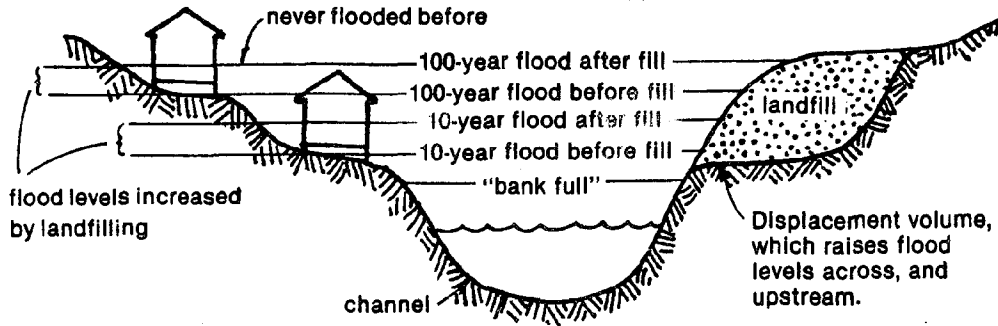 never flooded before
100-year flood after fill
100-year flood before fill
landfill
10-year flood after fill
10-year flood before fill
"bank full"
flood levels increased
by landfilling
Displacement volume,
which raises flood
levels across, and
upstream.
channel